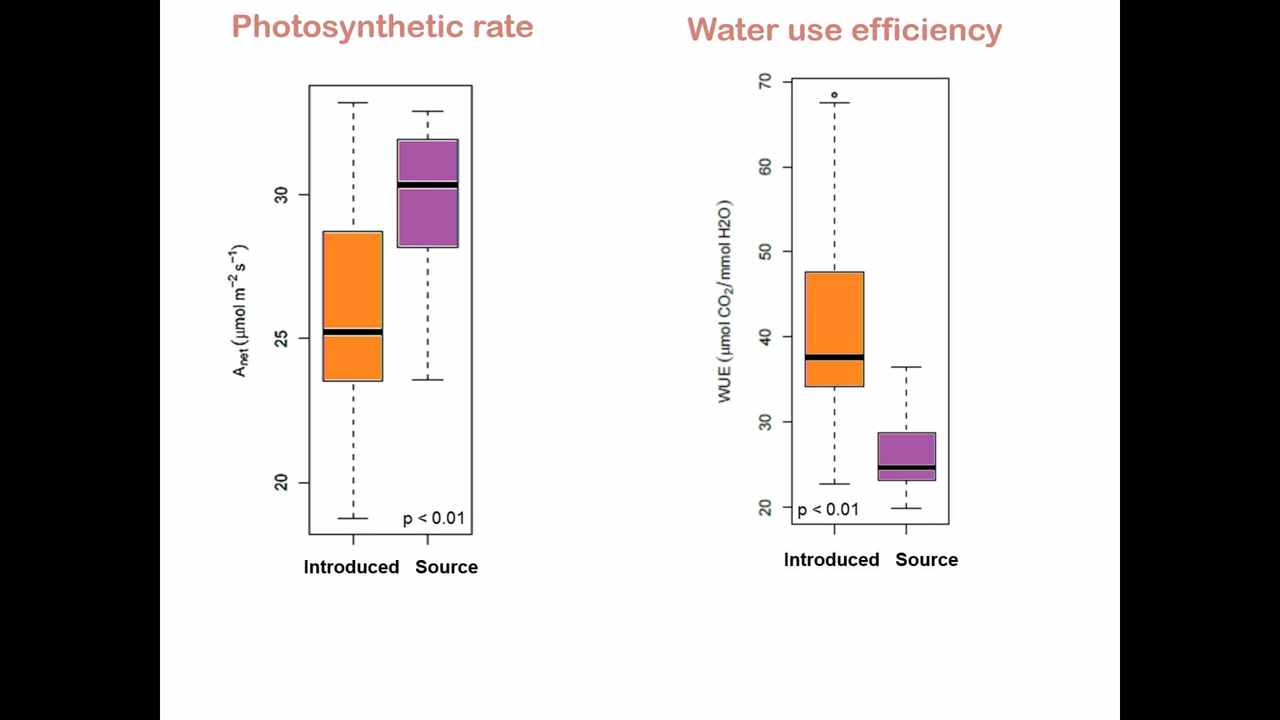 Photosynthetic rate
Water use efficiency
A_net (μmol m⁻² s⁻¹)
30
25
20
p < 0.01
Introduced Source
WUE (μmol CO₂/mmol H2O)
70
60
50
40
30
20
p < 0.01
Introduced Source